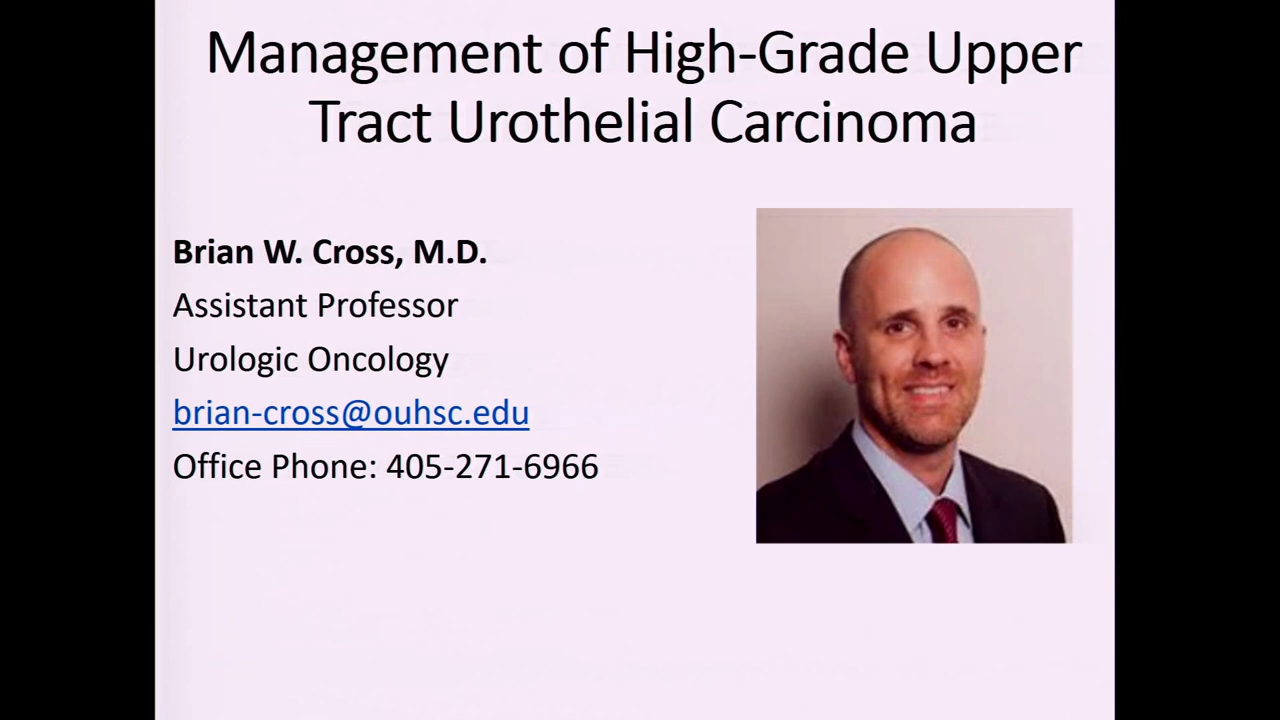 Management of High-Grade Upper
Tract Urothelial Carcinoma
Brian W. Cross, M.D.
Assistant Professor
Urologic Oncology
brian-cross@ouhsc.edu
Office Phone: 405-271-6966